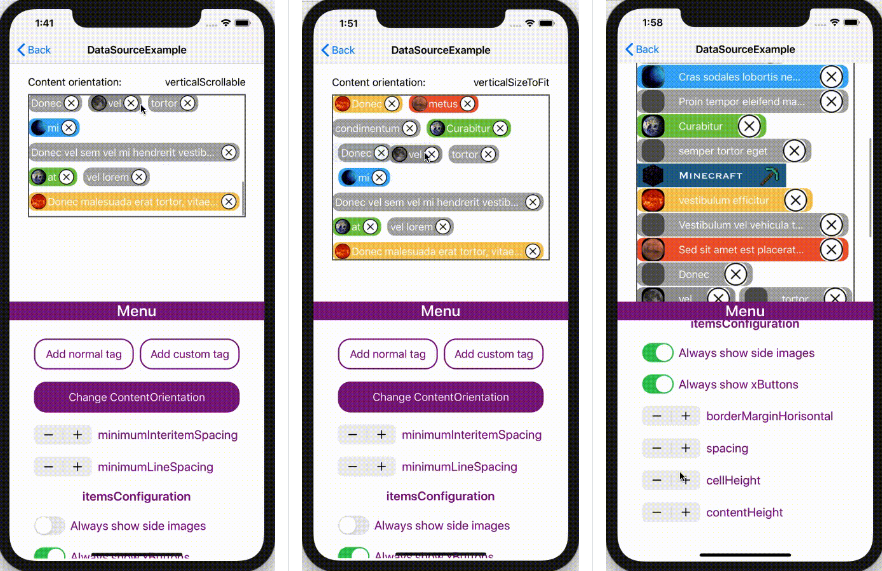 1:41
Back
DataSourceExample
Content orientation: verticalScrollable
Donec vel tortor
mi
Donec vel sem vel mi hendrerit vestib...
at vel lorem
Donec malesuada erat tortor, vitae...
Menu
Add normal tag Add custom tag
Change ContentOrientation
− + minimumInteritemSpacing
− + minimumLineSpacing
itemsConfiguration
Always show side images
Always show xButtons
1:51
Back
DataSourceExample
Content orientation: verticalSizeToFit
Donec metus
condimentum Curabitur
Donec vel tortor
mi
Donec vel sem vel mi hendrerit vestib...
at vel lorem
Donec malesuada erat tortor, vitae...
Menu
Add normal tag Add custom tag
Change ContentOrientation
− + minimumInteritemSpacing
− + minimumLineSpacing
itemsConfiguration
Always show side images
Always show xButtons
1:58
Back
DataSourceExample
Cras sodales lobortis ne...
Proin tempor eleifend ma...
Curabitur
semper tortor eget
MINECRAFT
vestibulum efficitur
Vestibulum vel vehicula t...
Sed sit amet est placerat...
Donec
vel tortor
Menu
itemsConfiguration
Always show side images
Always show xButtons
− + borderMarginHorisontal
− + spacing
− + cellHeight
− + contentHeight